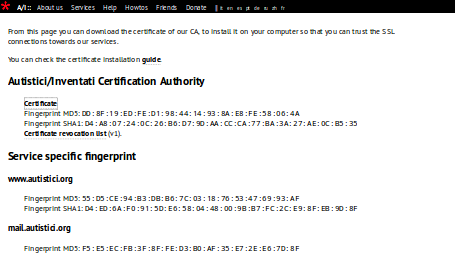 A/I:: About us Services Help Howtos Friends Donate it en es pt de
From this page you can download the certificate of our CA, to install it on your computer so that you can trust the SSL
connections towards our services.
You can check the certificate installation guide.
Autistici/Inventati Certification Authority
Certificate
Fingerprint MD5: DD:8F:19:ED:FE:D1:98:44:14:93:8A:E8:FE:58:06:4A
Fingerprint SHA1: D4:A8:07:24:0C:26:B6:D7:9D:AA:CC:CA:77:BA:3A:27:AE:0C:B5:35
Certificate revocation list (v1).
Service specific fingerprint
www.autistici.org
Fingerprint MD5: 55:D5:CE:94:B3:DB:B6:7C:03:18:76:53:47:69:93:AF
Fingerprint SHA1: D4:ED:6A:F0:91:5D:E6:58:04:48:00:9B:B7:FC:2C:E9:8F:EB:9D:8F
mail.autistici.org
Fingerprint MD5: F5:E5:EC:FB:3F:8F:FE:D3:B0:AF:35:E7:2E:E6:7D:8F